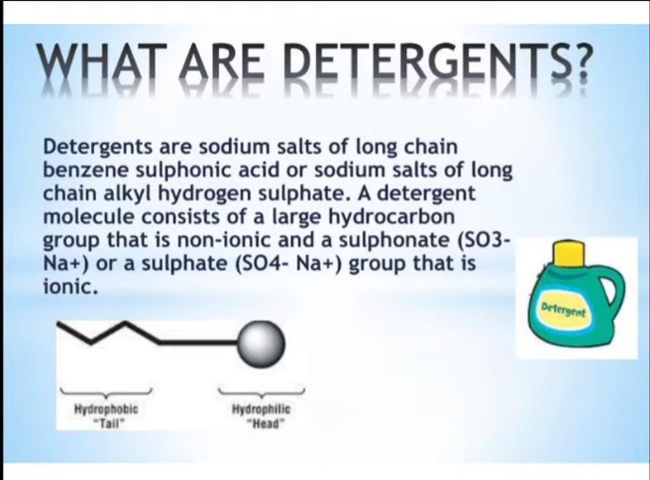 WHAT ARE DETERGENTS?
Detergents are sodium salts of long chain
benzene sulphonic acid or sodium salts of long
chain alkyl hydrogen sulphate. A detergent
molecule consists of a large hydrocarbon
group that is non-ionic and a sulphonate (SO3-
Na+) or a sulphate (SO4- Na+) group that is
ionic.
Detergent
Hydrophobic
"Tail"
Hydrophilic
"Head"